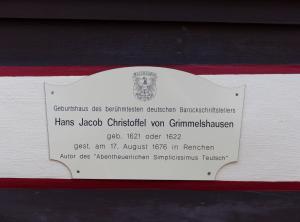 Geburtshaus des berühmtesten deutschen Barockschriftstellers
Hans Jacob Christoffel von Grimmelshausen
geb. 1621 oder 1622
gest. am 17. August 1676 in Renchen
Autor des "Abentheuerlichen Simplicissimus Teutsch"